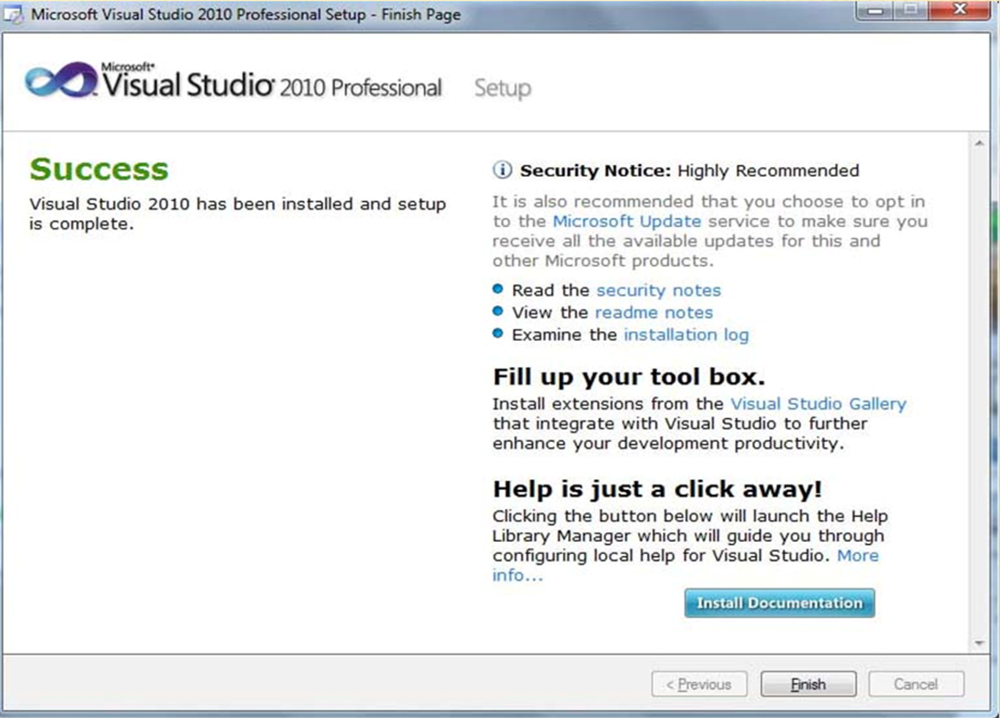 Microsoft Visual Studio 2010 Professional Setup - Finish Page
Microsoft®
Visual Studio® 2010 Professional Setup
Success
Visual Studio 2010 has been installed and setup
is complete.
Security Notice: Highly Recommended
It is also recommended that you choose to opt in
to the Microsoft Update service to make sure you
receive all the available updates for this and
other Microsoft products.
Read the security notes
View the readme notes
Examine the installation log
Fill up your tool box.
Install extensions from the Visual Studio Gallery
that integrate with Visual Studio to further
enhance your development productivity.
Help is just a click away!
Clicking the button below will launch the Help
Library Manager which will guide you through
configuring local help for Visual Studio. More
info...
Install Documentation
< Previous
Finish
Cancel